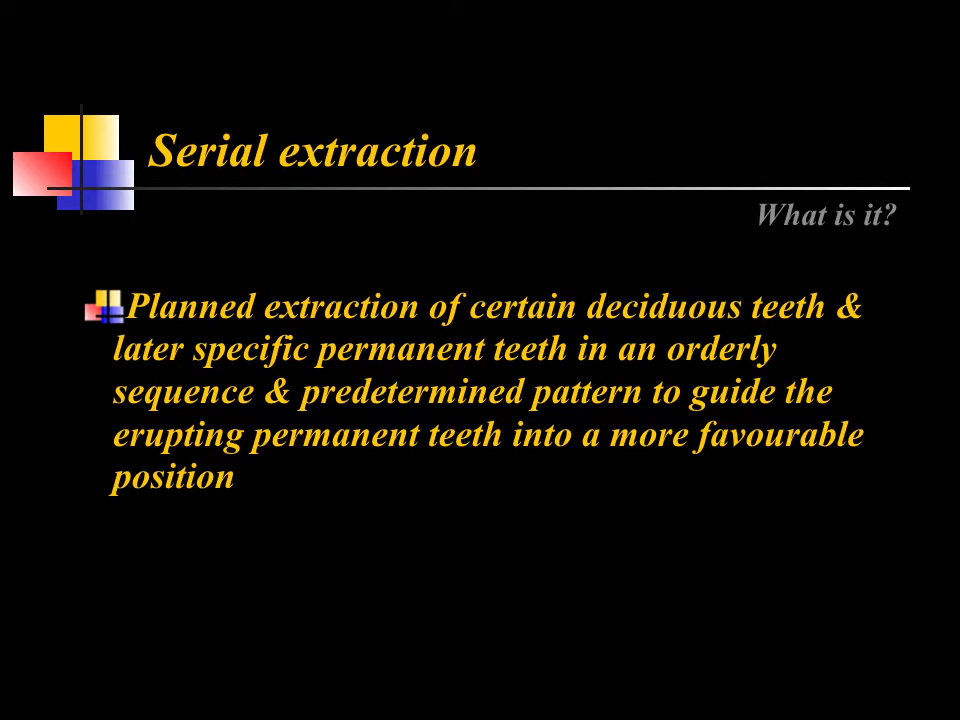 Serial extraction
What is it?
Planned extraction of certain deciduous teeth &
later specific permanent teeth in an orderly
sequence & predetermined pattern to guide the
erupting permanent teeth into a more favourable
position